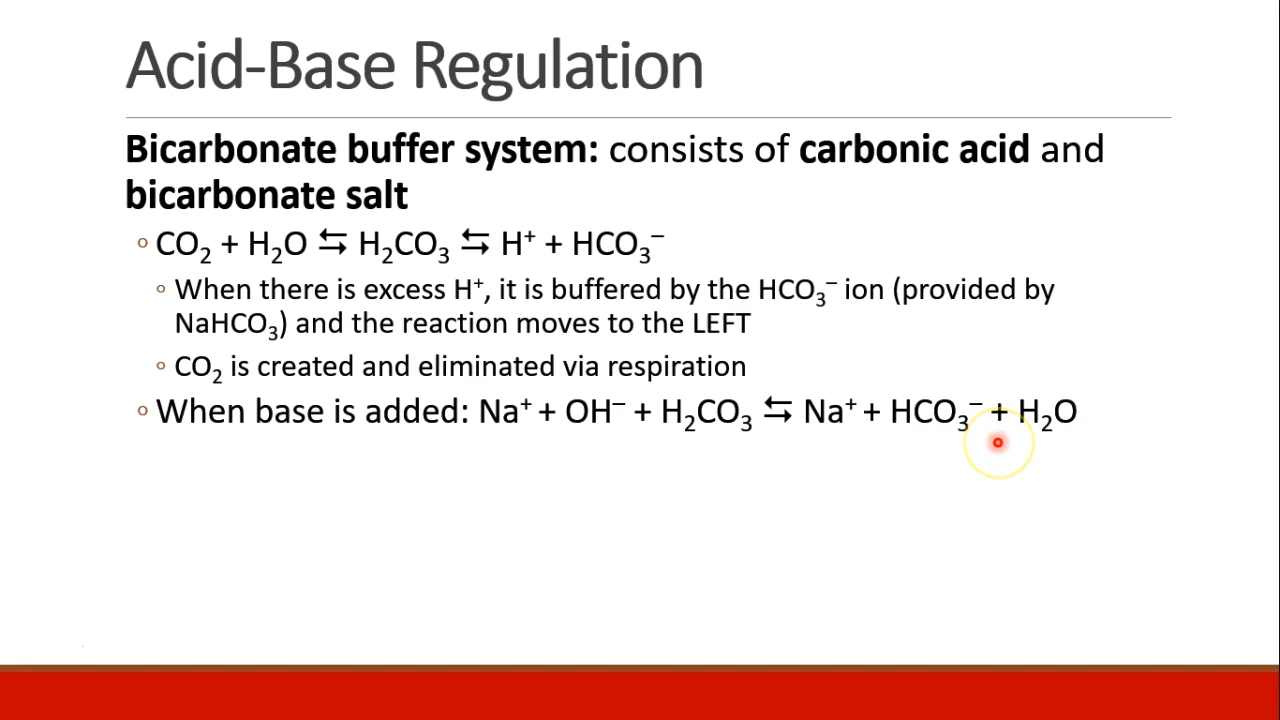 Acid-Base Regulation
Bicarbonate buffer system: consists of carbonic acid and
bicarbonate salt
◦ CO₂ + H₂O ⇆ H₂CO₃ ⇆ H⁺ + HCO₃⁻
◦ When there is excess H⁺, it is buffered by the HCO₃⁻ ion (provided by
NaHCO₃) and the reaction moves to the LEFT
◦ CO₂ is created and eliminated via respiration
◦ When base is added: Na⁺ + OH⁻ + H₂CO₃ ⇆ Na⁺ + HCO₃⁻ + H₂O